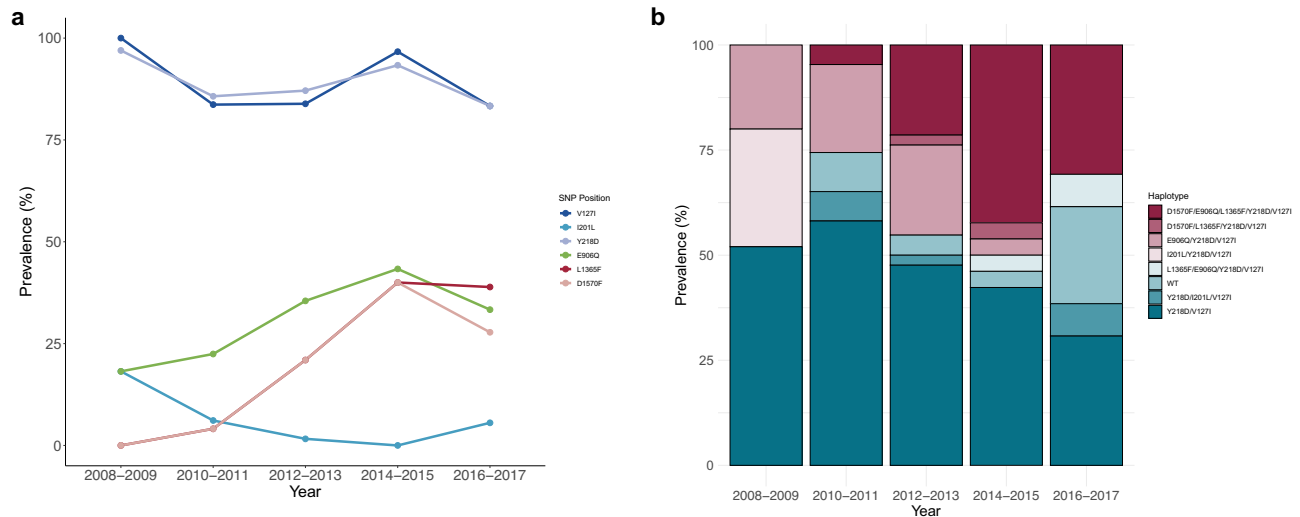 a
Prevalence (%)
100
75
50
25
0
2008–2009
2010–2011
2012–2013
2014–2015
2016–2017
Year
SNP Position
V127I
I201L
Y218D
E906Q
L1365F
D1570F
b
Prevalence (%)
100
75
50
25
0
2008–2009
2010–2011
2012–2013
2014–2015
2016–2017
Year
Haplotype
D1570F/E906Q/L1365F/Y218D/V127I
D1570F/L1365F/Y218D/V127I
E906Q/Y218D/V127I
I201L/Y218D/V127I
L1365F/E906Q/Y218D/V127I
WT
Y218D/I201L/V127I
Y218D/V127I